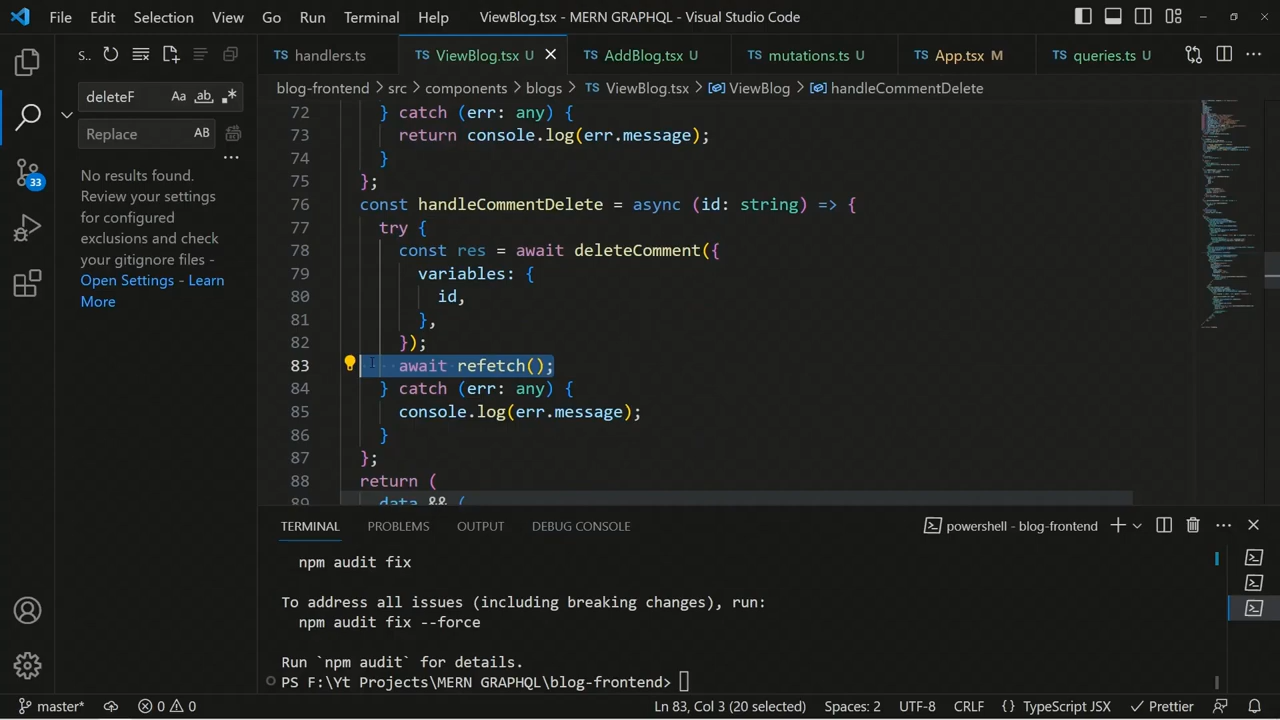 File Edit Selection View Go Run Terminal Help ViewBlog.tsx - MERN GRAPHQL - Visual Studio Code
S..
TS handlers.ts TS ViewBlog.tsx U TS AddBlog.tsx U TS mutations.ts U TS App.tsx M TS queries.ts U
blog-frontend > src > components > blogs > TS ViewBlog.tsx > ViewBlog > handleCommentDelete
deleteF Aa ab
Replace AB
No results found.
Review your settings
for configured
exclusions and check
your gitignore files -
Open Settings - Learn
More
33
72 } catch (err: any) {
73 return console.log(err.message);
74 }
75 };
76 const handleCommentDelete = async (id: string) => {
77 try {
78 const res = await deleteComment({
79 variables: {
80 id,
81 },
82 });
83 await refetch();
84 } catch (err: any) {
85 console.log(err.message);
86 }
87 };
88 return (
89 data && (
TERMINAL PROBLEMS OUTPUT DEBUG CONSOLE powershell - blog-frontend
npm audit fix
To address all issues (including breaking changes), run:
npm audit fix --force
Run `npm audit` for details.
PS F:\Yt Projects\MERN GRAPHQL\blog-frontend>
master* 0 0 Ln 83, Col 3 (20 selected) Spaces: 2 UTF-8 CRLF {} TypeScript JSX Prettier